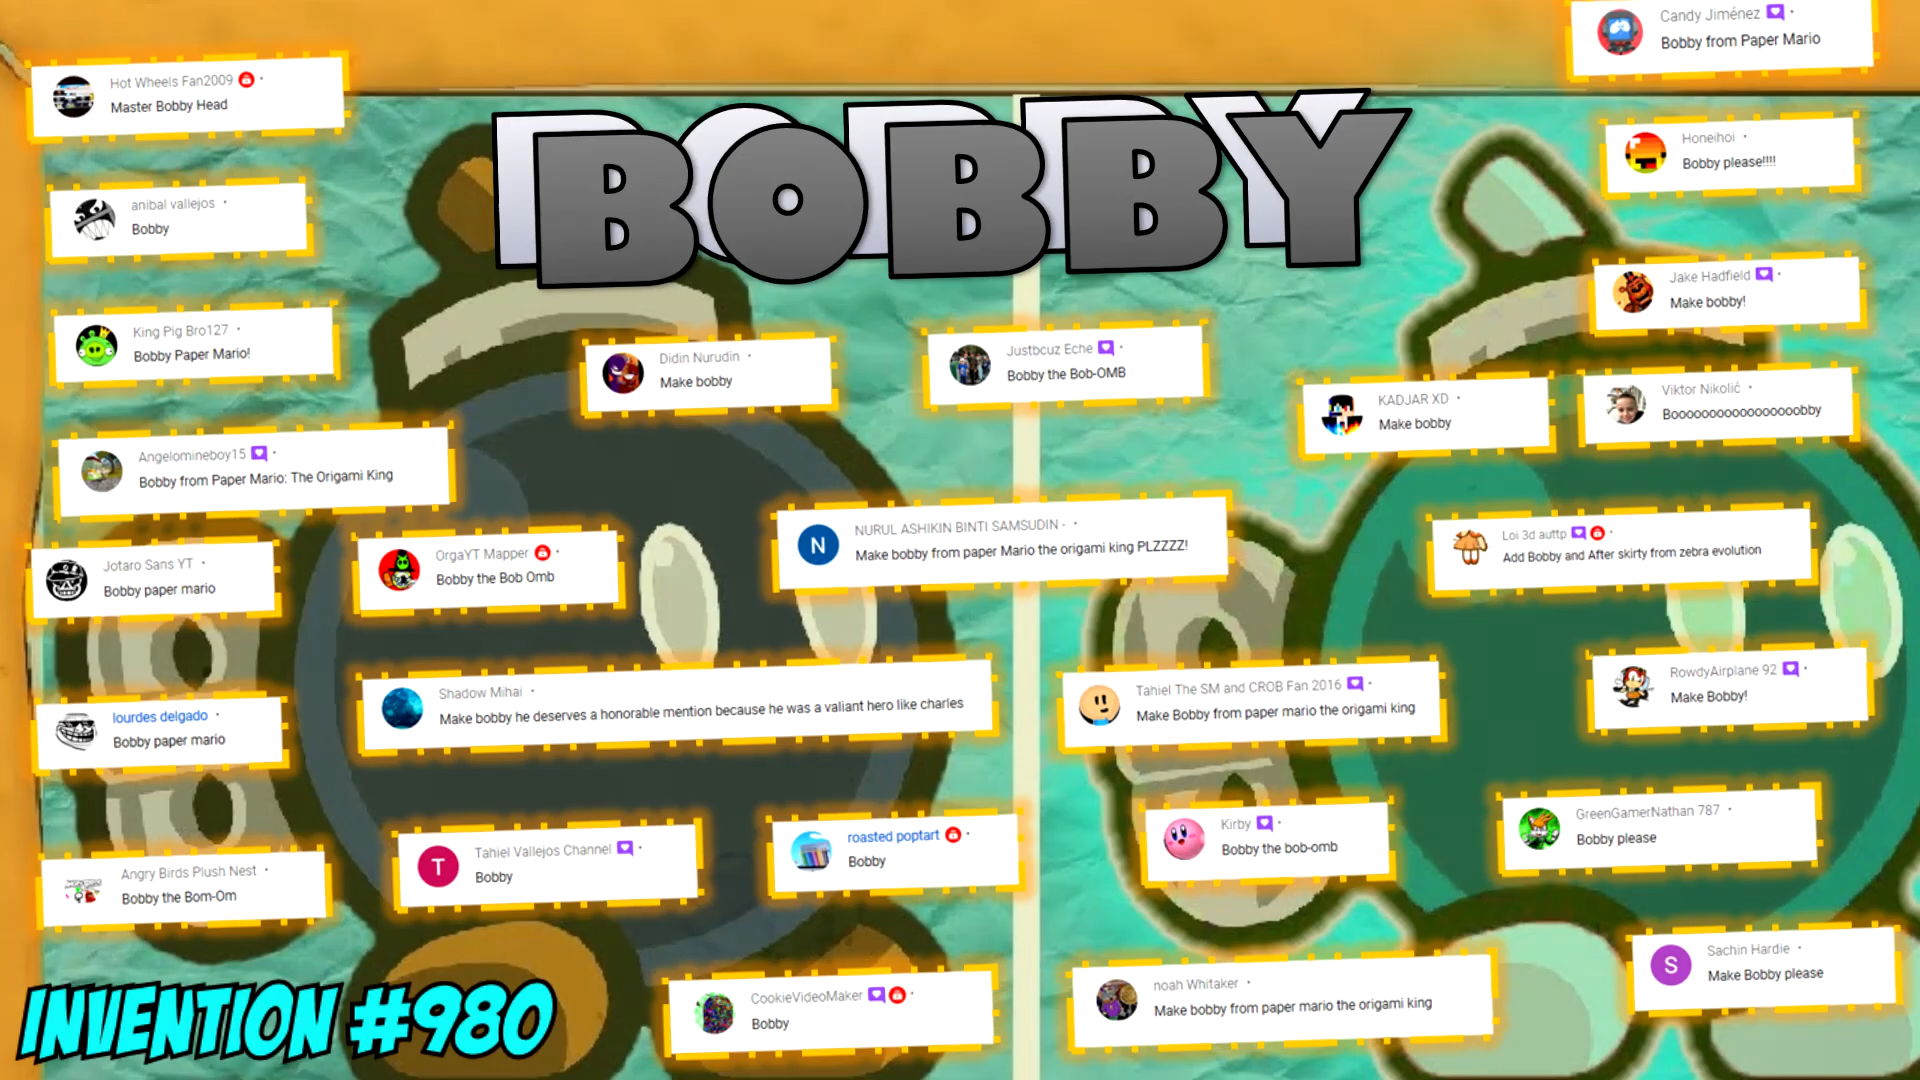 Candy Jiménez
Bobby from Paper Mario
Hot Wheels Fan2009
Master Bobby Head
BOBBY
Honeihoi
Bobby please!!!!
anibal vallejos
Bobby
Jake Hadfield
Make bobby!
King Pig Bro127
Bobby Paper Mario!
Didin Nurudin
Make bobby
Justbcuz Eche
Bobby the Bob-OMB
KADJAR XD
Make bobby
Viktor Nikolić
Booooooooooooooooobby
Angelomineboy15
Bobby from Paper Mario: The Origami King
NURUL ASHIKIN BINTI SAMSUDIN -
Make bobby from paper Mario the origami king PLZZZZ!
Loi 3d auttp
Add Bobby and After skirty from zebra evolution
Jotaro Sans YT
Bobby paper mario
OrgaYT Mapper
Bobby the Bob Omb
Shadow Mihai
Make bobby he deserves a honorable mention because he was a valiant hero like charles
Tahiel The SM and CROB Fan 2016
Make Bobby from paper mario the origami king
RowdyAirplane 92
Make Bobby!
lourdes delgado
Bobby paper mario
Tahiel Vallejos Channel
Bobby
roasted poptart
Bobby
Kirby
Bobby the bob-omb
GreenGamerNathan 787
Bobby please
Angry Birds Plush Nest
Bobby the Bom-Om
CookieVideoMaker
Bobby
noah Whitaker
Make bobby from paper mario the origami king
Sachin Hardie
Make Bobby please
INVENTION #980
N
T
S